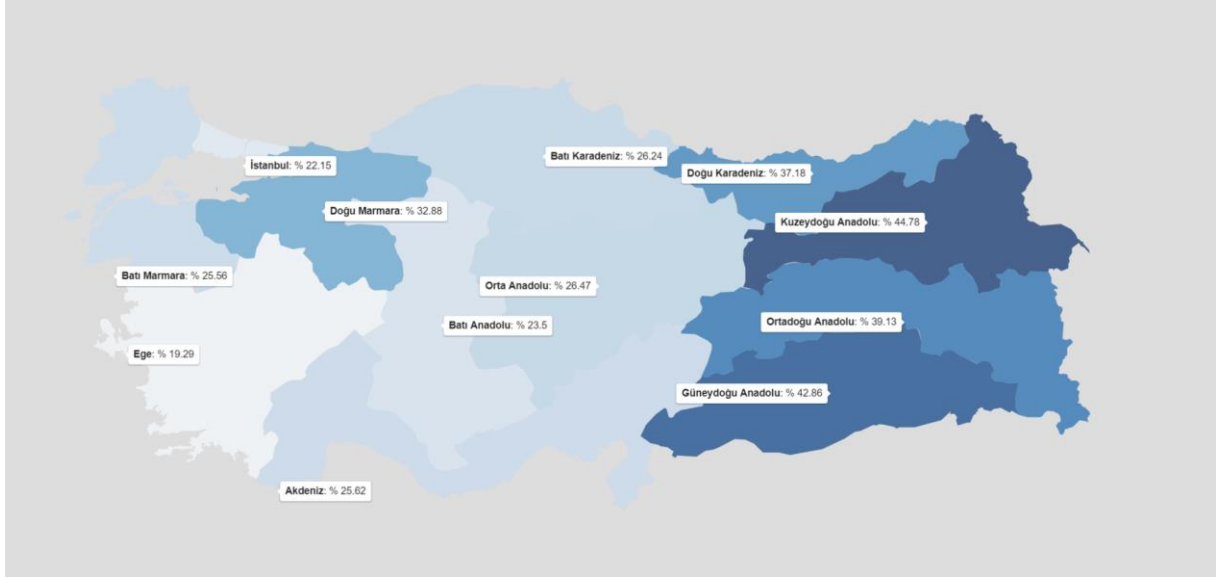 Batı Karadeniz: % 26.24
İstanbul: % 22.15
Doğu Karadeniz: % 37.18
Doğu Marmara: % 32.88
Kuzeydoğu Anadolu: % 44.78
Batı Marmara: % 25.56
Orta Anadolu: % 26.47
Ortadoğu Anadolu: % 39.13
Batı Anadolu: % 23.5
Ege: % 19.29
Güneydoğu Anadolu: % 42.86
Akdeniz: % 25.62